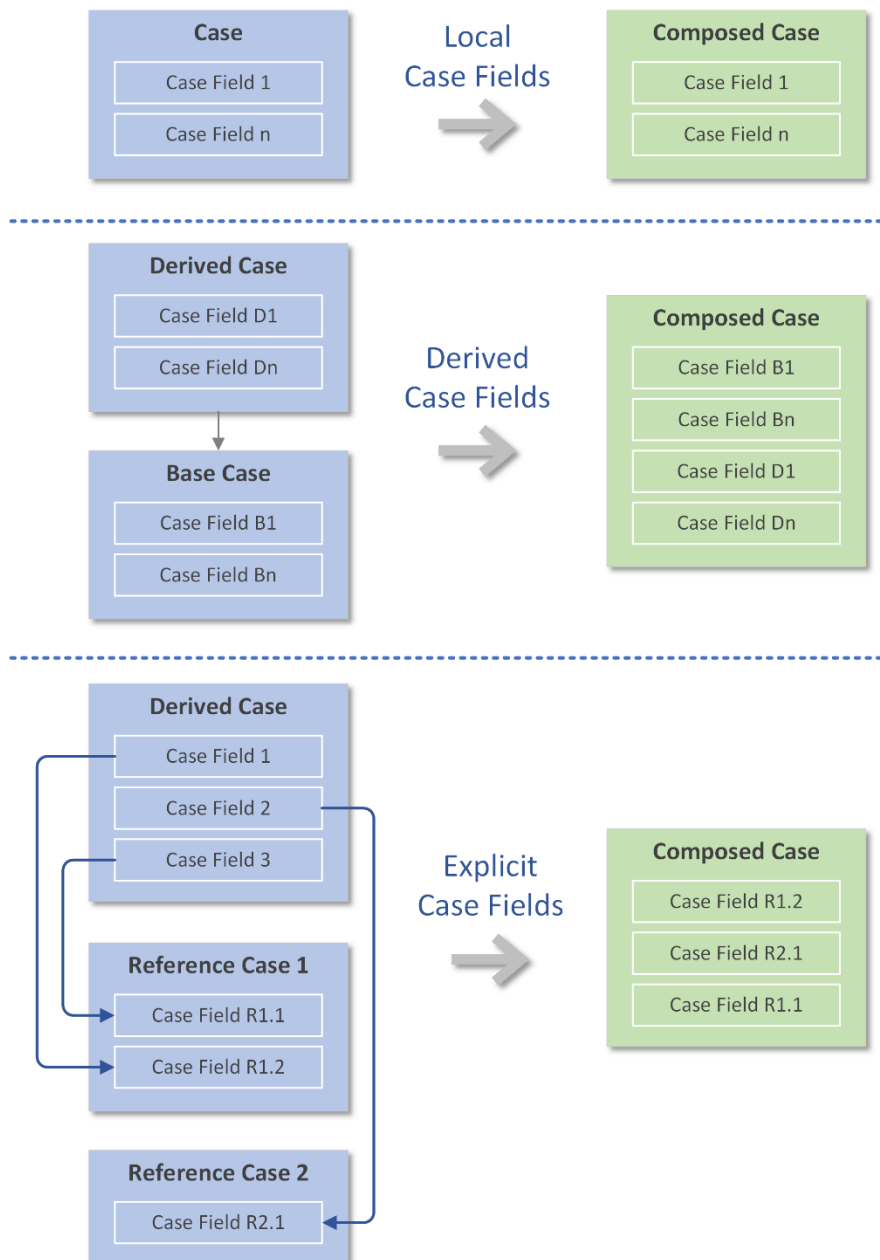 Case
Case Field 1
Case Field n
Local
Case Fields
Composed Case
Case Field 1
Case Field n
Derived Case
Case Field D1
Case Field Dn
Base Case
Case Field B1
Case Field Bn
Derived
Case Fields
Composed Case
Case Field B1
Case Field Bn
Case Field D1
Case Field Dn
Derived Case
Case Field 1
Case Field 2
Case Field 3
Reference Case 1
Case Field R1.1
Case Field R1.2
Reference Case 2
Case Field R2.1
Explicit
Case Fields
Composed Case
Case Field R1.2
Case Field R2.1
Case Field R1.1